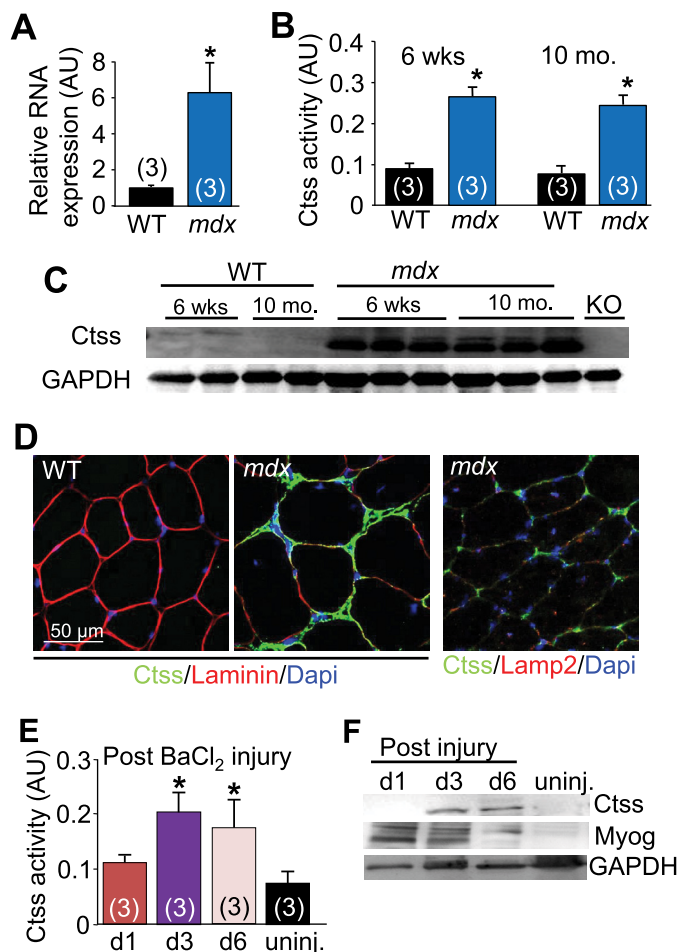 A
Relative RNA
expression (AU)
8
6
4
2
0
*
(3)
(3)
WT
mdx
B
Ctss activity (AU)
0.4
0.3
0.2
0.1
0
6 wks
10 mo.
*
*
(3)
(3)
(3)
(3)
WT
mdx
WT
mdx
C
WT
mdx
6 wks
10 mo.
6 wks
10 mo.
KO
Ctss
GAPDH
D
WT
mdx
mdx
50 µm
Ctss/Laminin/Dapi
Ctss/Lamp2/Dapi
E
Ctss activity (AU)
0.3
0.2
0.1
0
Post BaCl₂ injury
*
*
(3)
(3)
(3)
(3)
d1
d3
d6
uninj.
F
Post injury
d1
d3
d6
uninj.
Ctss
Myog
GAPDH